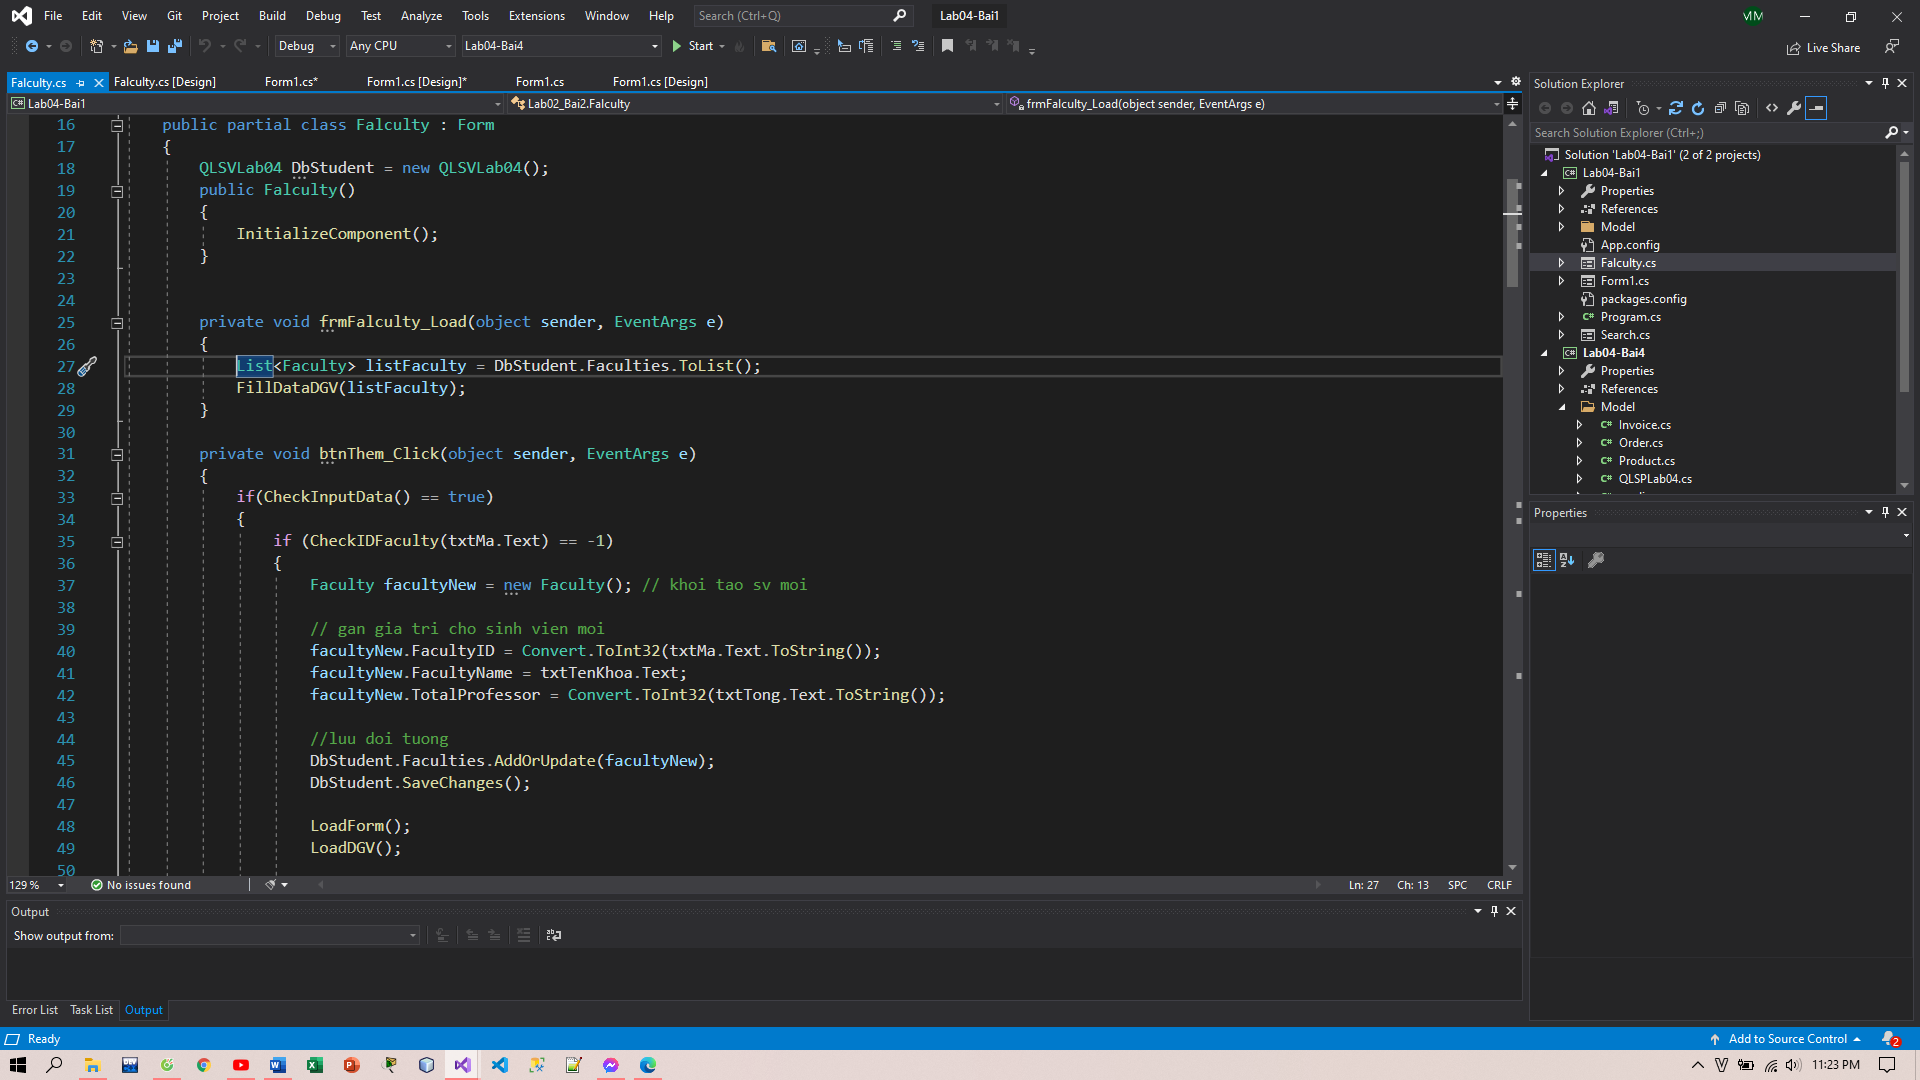 File Edit View Git Project Build Debug Test Analyze Tools Extensions Window Help Search (Ctrl+Q) Lab04-Bai1
Debug Any CPU Lab04-Bai4 Start Live Share
Falculty.cs Falculty.cs [Design] Form1.cs* Form1.cs [Design]* Form1.cs Form1.cs [Design]
Lab04-Bai1 Lab02_Bai2.Falculty frmFalculty_Load(object sender, EventArgs e)
16 public partial class Falculty : Form
17 {
18 QLSVLab04 DbStudent = new QLSVLab04();
19 public Falculty()
20 {
21 InitializeComponent();
22 }
23
24
25 private void frmFalculty_Load(object sender, EventArgs e)
26 {
27 List<Faculty> listFaculty = DbStudent.Faculties.ToList();
28 FillDataDGV(listFaculty);
29 }
30
31 private void btnThem_Click(object sender, EventArgs e)
32 {
33 if(CheckInputData() == true)
34 {
35 if (CheckIDFaculty(txtMa.Text) == -1)
36 {
37 Faculty facultyNew = new Faculty(); // khoi tao sv moi
38
39 // gan gia tri cho sinh vien moi
40 facultyNew.FacultyID = Convert.ToInt32(txtMa.Text.ToString());
41 facultyNew.FacultyName = txtTenKhoa.Text;
42 facultyNew.TotalProfessor = Convert.ToInt32(txtTong.Text.ToString());
43
44 //luu doi tuong
45 DbStudent.Faculties.AddOrUpdate(facultyNew);
46 DbStudent.SaveChanges();
47
48 LoadForm();
49 LoadDGV();
50
129 % No issues found Ln: 27 Ch: 13 SPC CRLF
Output
Show output from:
Error List Task List Output
Solution Explorer
Search Solution Explorer (Ctrl+;)
Solution 'Lab04-Bai1' (2 of 2 projects)
Lab04-Bai1
Properties
References
Model
App.config
Falculty.cs
Form1.cs
packages.config
Program.cs
Search.cs
Lab04-Bai4
Properties
References
Model
Invoice.cs
Order.cs
Product.cs
QLSPLab04.cs
Properties
Ready Add to Source Control 2
11:23 PM